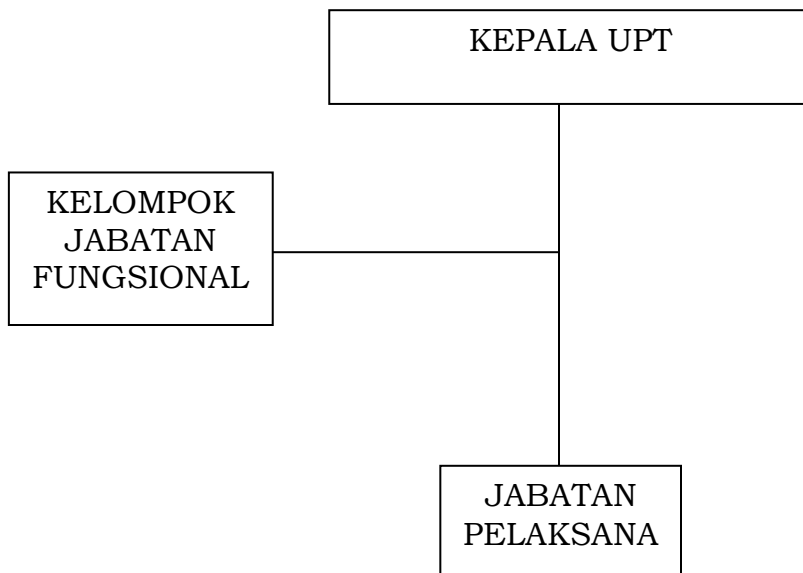 KEPALA UPT
KELOMPOK
JABATAN
FUNGSIONAL
JABATAN
PELAKSANA